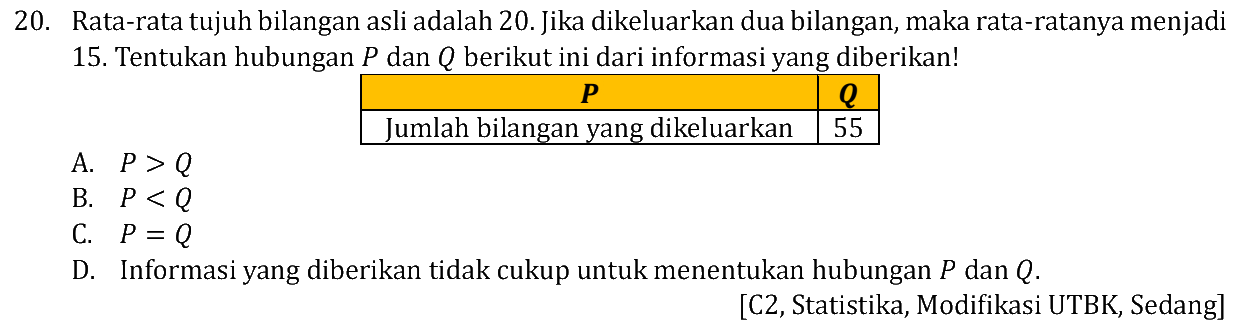 20. Rata-rata tujuh bilangan asli adalah 20. Jika dikeluarkan dua bilangan, maka rata-ratanya menjadi
15. Tentukan hubungan P dan Q berikut ini dari informasi yang diberikan!
P Q
Jumlah bilangan yang dikeluarkan 55
A. P > Q
B. P < Q
C. P = Q
D. Informasi yang diberikan tidak cukup untuk menentukan hubungan P dan Q.
[C2, Statistika, Modifikasi UTBK, Sedang]